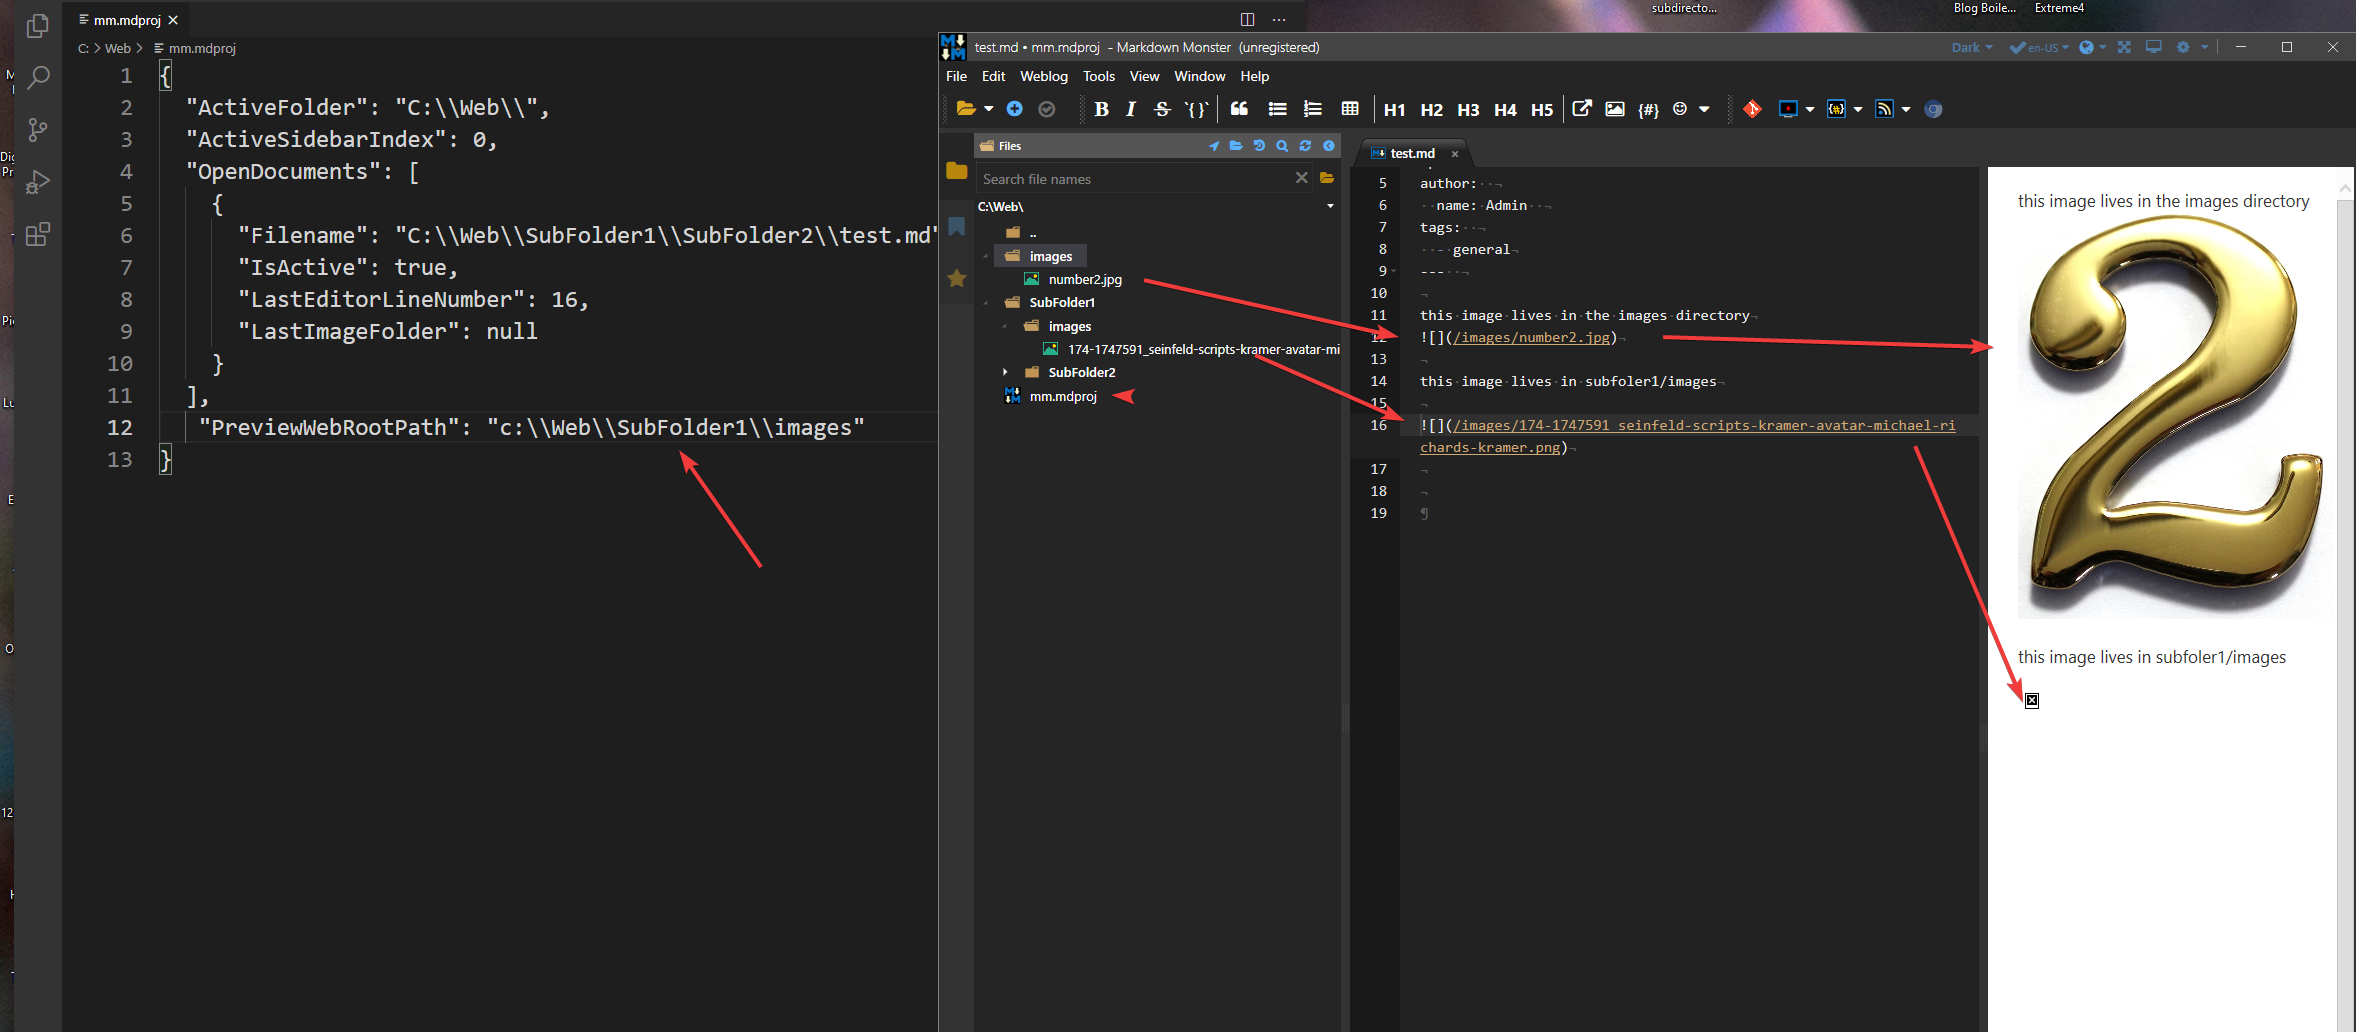 mm.mdproj
C: > Web > mm.mdproj
1 {
2 "ActiveFolder": "C:\\Web\\",
3 "ActiveSidebarIndex": 0,
4 "OpenDocuments": [
5 {
6 "Filename": "C:\\Web\\SubFolder1\\SubFolder2\\test.md"
7 "IsActive": true,
8 "LastEditorLineNumber": 16,
9 "LastImageFolder": null
10 }
11 ],
12 "PreviewWebRootPath": "c:\\Web\\SubFolder1\\images"
13 }
subdirecto...
Blog Boile...
Extreme4
test.md • mm.mdproj - Markdown Monster (unregistered)
Dark
en-US
File Edit Weblog Tools View Window Help
B I S `{}` H1 H2 H3 H4 H5 {#}
Files
Search file names
C:\Web\
..
images
number2.jpg
SubFolder1
images
174-1747591_seinfeld-scripts-kramer-avatar-mi
SubFolder2
mm.mdproj
test.md
5 author:
6 name: Admin
7 tags:
8 - general
9 ---
10
11 this image lives in the images directory
12 ![](/images/number2.jpg)
13
14 this image lives in subfoler1/images
15
16 ![](/images/174-1747591_seinfeld-scripts-kramer-avatar-michael-ri
chards-kramer.png)
17
18
19
this image lives in the images directory
2
this image lives in subfoler1/images